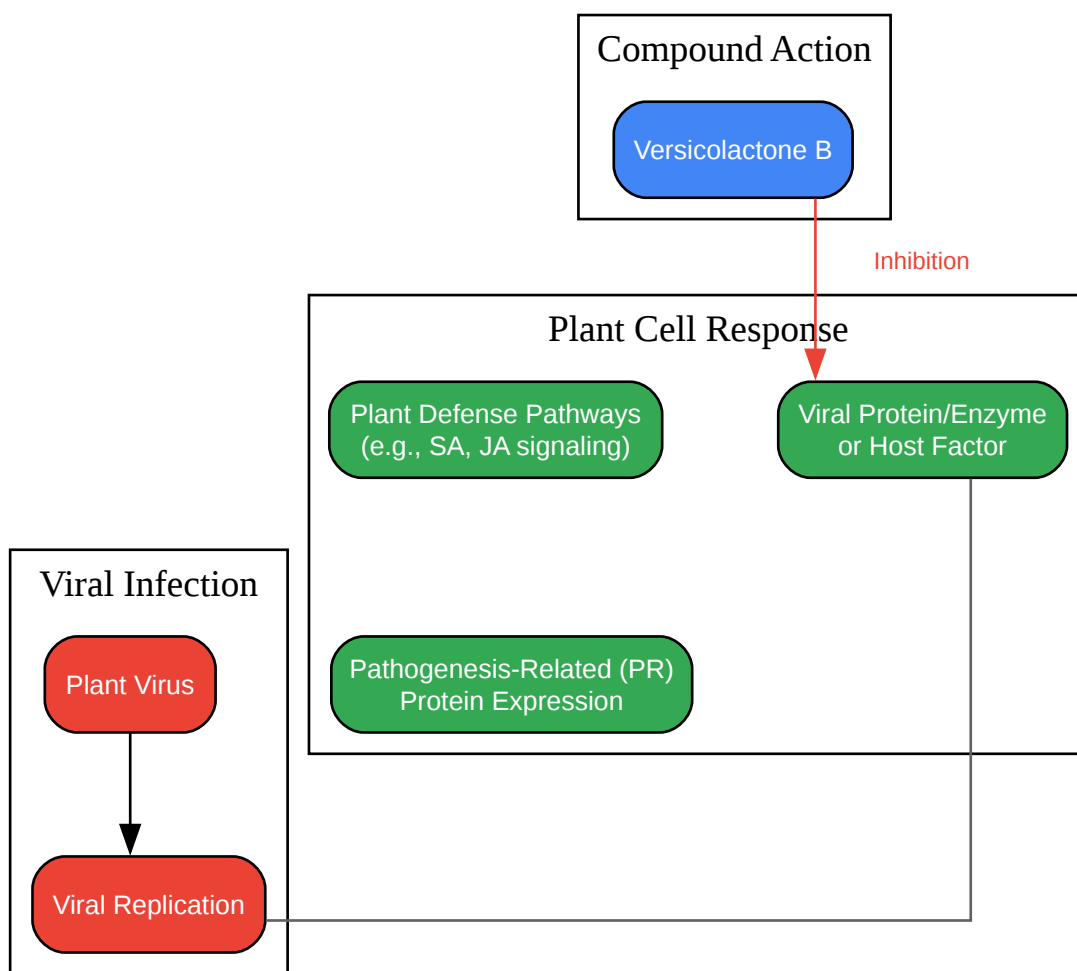 Compound Action
Versicolactone B
Inhibition
Plant Cell Response
Plant Defense Pathways
(e.g., SA, JA signaling)
Viral Protein/Enzyme
or Host Factor
Viral Infection
Plant Virus
Pathogenesis-Related (PR)
Protein Expression
Viral Replication